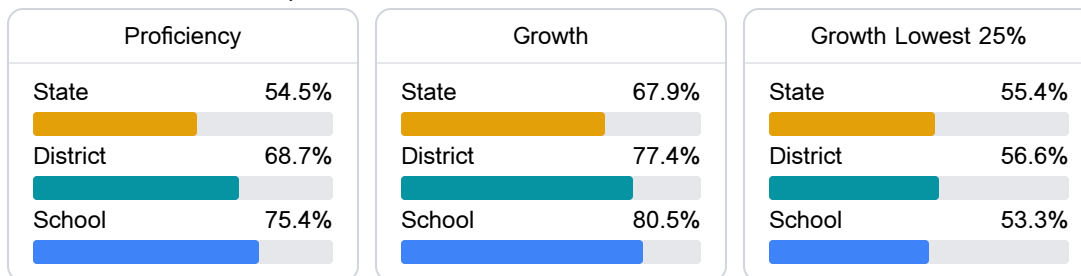 Proficiency
State 54.5%
District 68.7%
School 75.4%
Growth
State 67.9%
District 77.4%
School 80.5%
Growth Lowest 25%
State 55.4%
District 56.6%
School 53.3%